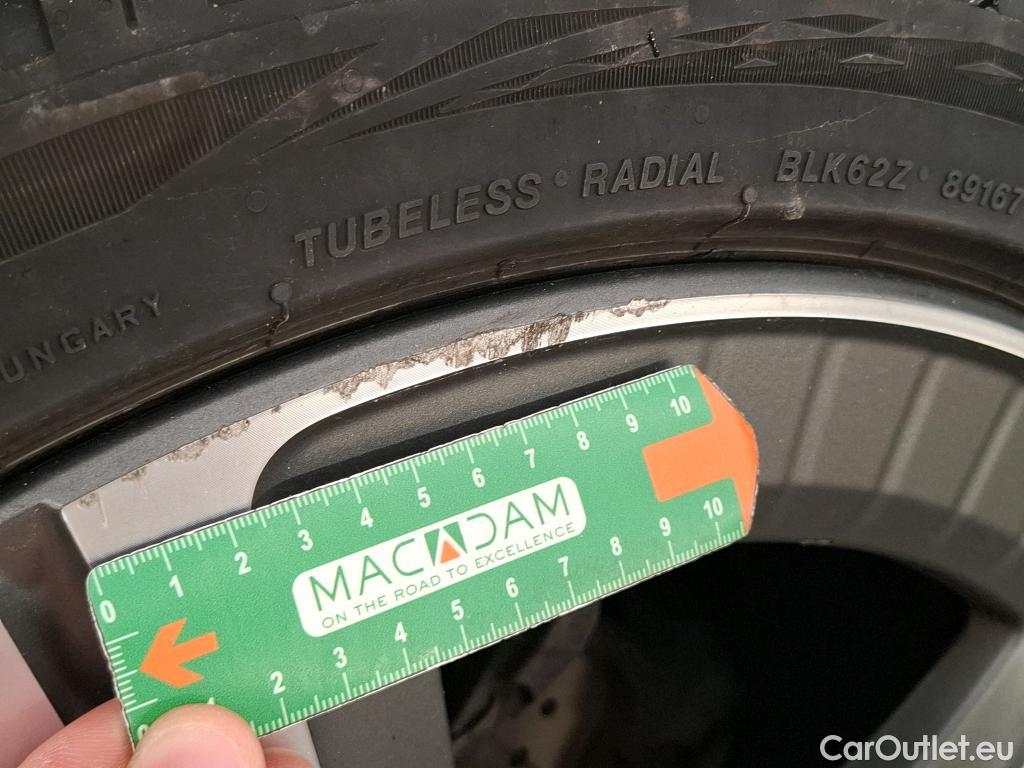 TUBELESS ° RADIAL
BLK62Z ° 89167
UNGARY
0 1 2 3 4 5 6 7 8 9 10
MACADAM
ON THE ROAD TO EXCELLENCE
2 3 4 5 6 7 8 9 10
CarOutlet.eu